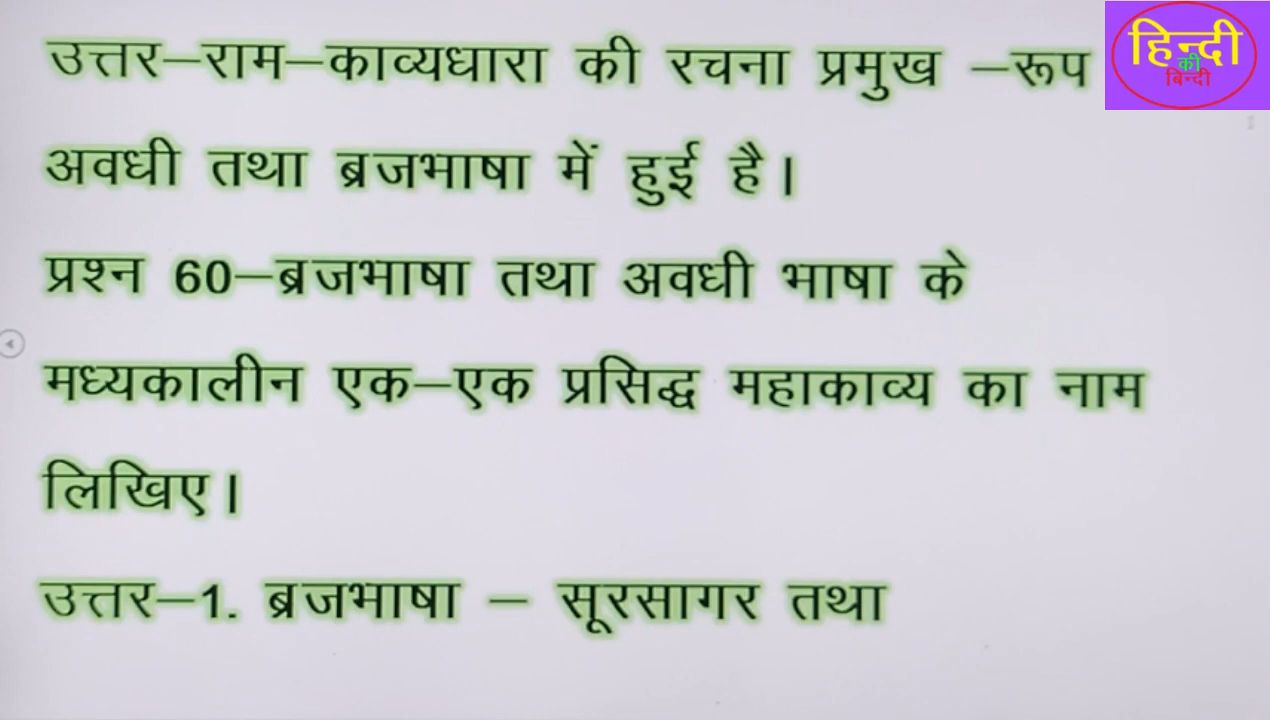 उत्तर–राम–काव्यधारा की रचना प्रमुख –रूप
हिन्दी
की
बिन्दी
अवधी तथा ब्रजभाषा में हुई है।
प्रश्न 60–ब्रजभाषा तथा अवधी भाषा के
मध्यकालीन एक–एक प्रसिद्ध महाकाव्य का नाम
लिखिए।
उत्तर–1. ब्रजभाषा – सूरसागर तथा